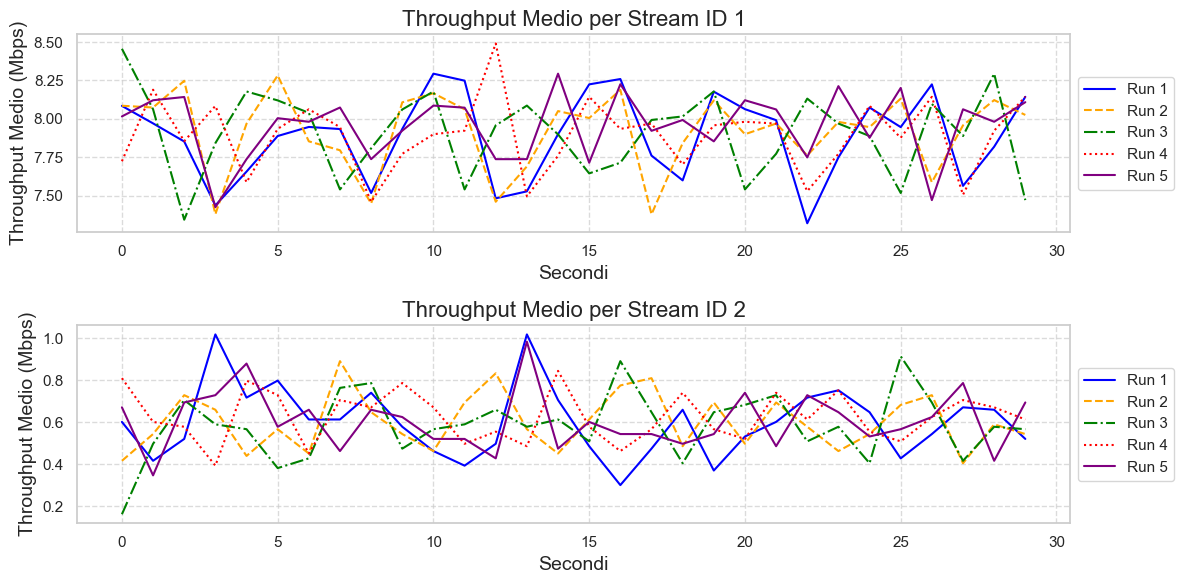 Throughput Medio per Stream ID 1
Throughput Medio (Mbps)
8.50
8.25
8.00
7.75
7.50
0 5 10 15 20 25 30
Secondi
Run 1
Run 2
Run 3
Run 4
Run 5
Throughput Medio per Stream ID 2
Throughput Medio (Mbps)
1.0
0.8
0.6
0.4
0.2
0 5 10 15 20 25 30
Secondi
Run 1
Run 2
Run 3
Run 4
Run 5